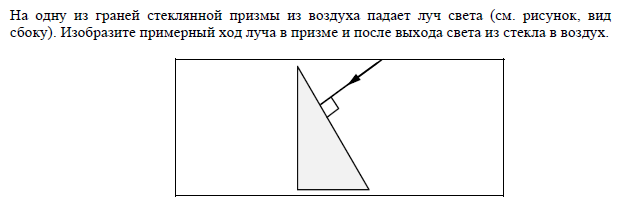 На одну из граней стеклянной призмы из воздуха падает луч света (см. рисунок, вид
сбоку). Изобразите примерный ход луча в призме и после выхода света из стекла в воздух.